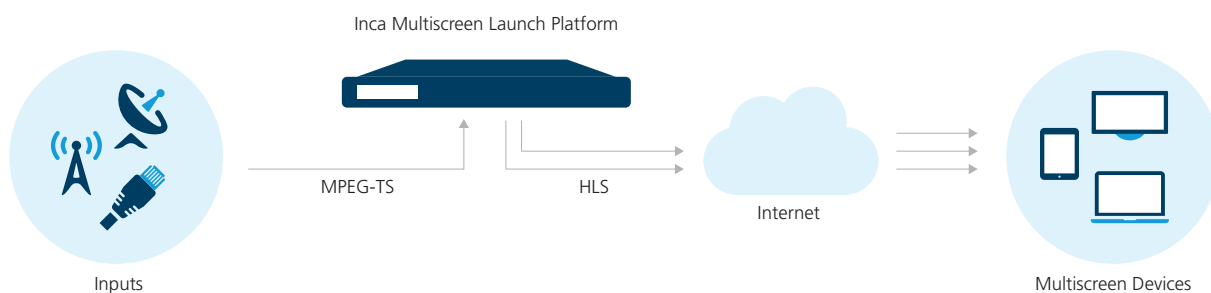 Inca Multiscreen Launch Platform
MPEG-TS
HLS
Internet
Inputs
Multiscreen Devices